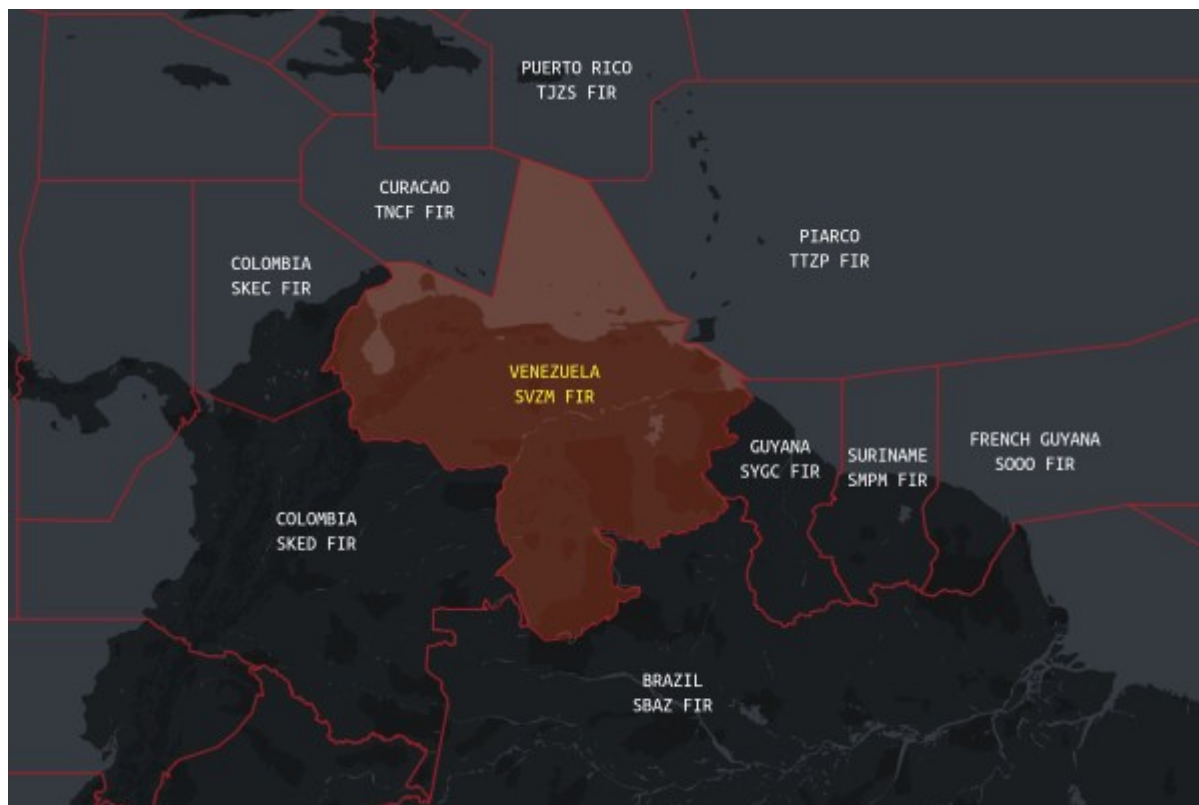 PUERTO RICO
TJZS FIR
CURACAO
TNCF FIR
PIARCO
TTZP FIR
COLOMBIA
SKEC FIR
VENEZUELA
SVZM FIR
GUYANA
SYGC FIR
SURINAME
SMPM FIR
FRENCH GUYANA
SOOO FIR
COLOMBIA
SKED FIR
BRAZIL
SBAZ FIR